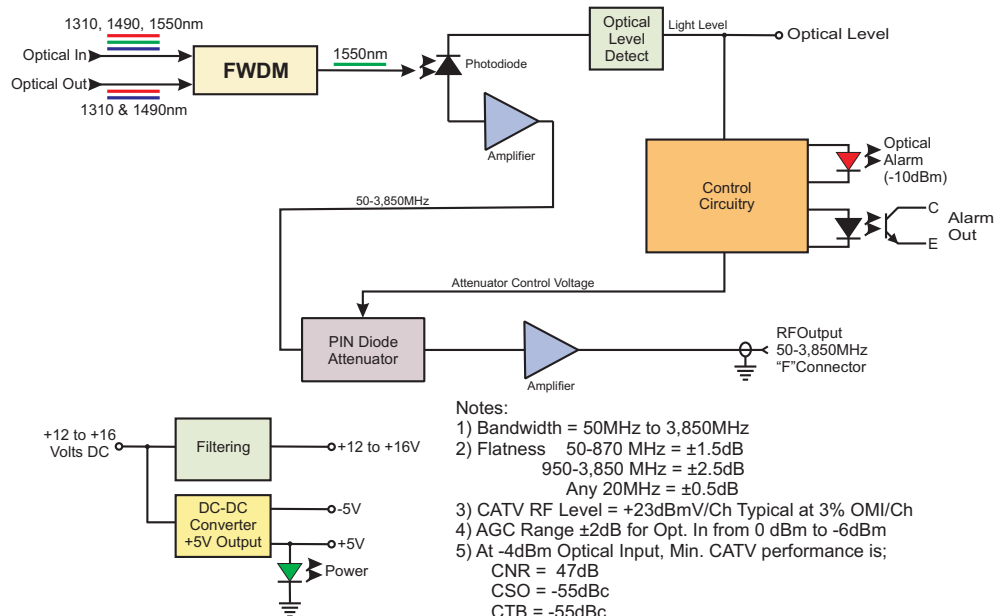 1310, 1490, 1550nm
Optical In
Optical Out
1310 & 1490nm
FWDM
1550nm
Photodiode
Amplifier
Optical
Level
Detect
Light Level
Optical Level
Control
Circuitry
Optical
Alarm
(-10dBm)
C
E
Alarm
Out
50-3,850MHz
Attenuator Control Voltage
PIN Diode
Attenuator
Amplifier
RFOutput
50-3,850MHz
“F”Connector
+12 to +16
Volts DC
Filtering
+12 to +16V
DC-DC
Converter
+5V Output
-5V
+5V
Power
Notes:
1) Bandwidth = 50MHz to 3,850MHz
2) Flatness 50-870 MHz = ±1.5dB
950-3,850 MHz = ±2.5dB
Any 20MHz = ±0.5dB
3) CATV RF Level = +23dBmV/Ch Typical at 3% OMI/Ch
4) AGC Range ±2dB for Opt. In from 0 dBm to -6dBm
5) At -4dBm Optical Input, Min. CATV performance is;
CNR = 47dB
CSO = -55dBc
CTB = -55dBc